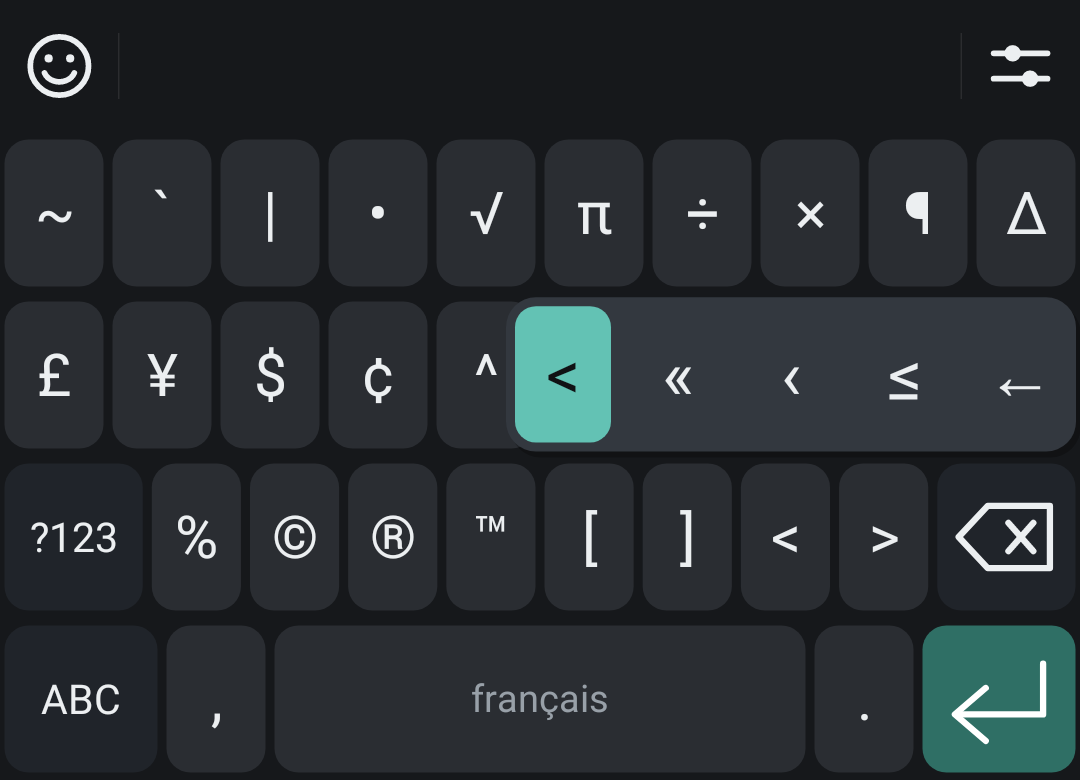 ~ ` | • √ π ÷ × ¶ Δ
£ ¥ $ ¢ ^ < « ‹ ≤ ←
?123 % © ® ™ [ ] < >
ABC , français .